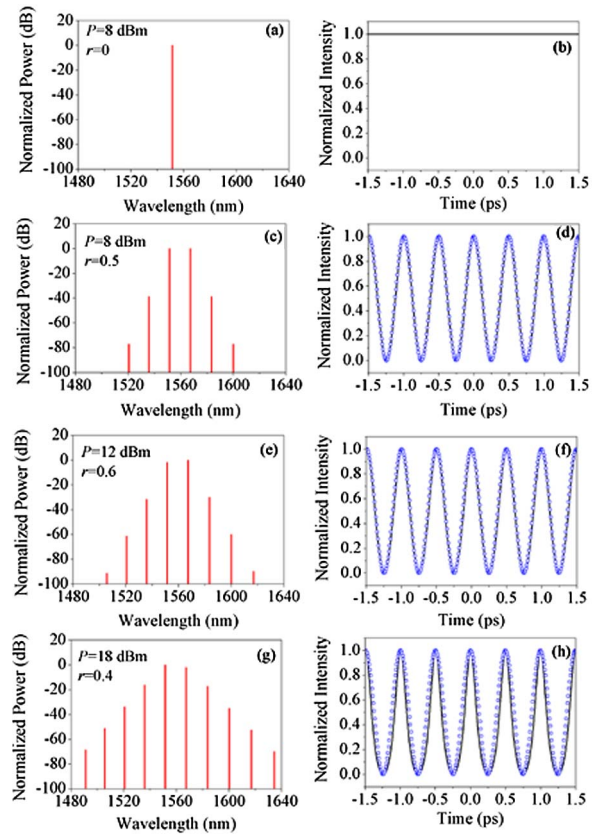 P=8 dBm
r=0
(a)
20
0
-20
-40
-60
-80
-100
Normalized Power (dB)
1480 1520 1560 1600 1640
Wavelength (nm)
(b)
1.0
0.8
0.6
0.4
0.2
0.0
Normalized Intensity
-1.5 -1.0 -0.5 0.0 0.5 1.0 1.5
Time (ps)
P=8 dBm
r=0.5
(c)
20
0
-20
-40
-60
-80
-100
Normalized Power (dB)
1480 1520 1560 1600 1640
Wavelength (nm)
(d)
1.0
0.8
0.6
0.4
0.2
0.0
Normalized Intensity
-1.5 -1.0 -0.5 0.0 0.5 1.0 1.5
Time (ps)
P=12 dBm
r=0.6
(e)
20
0
-20
-40
-60
-80
-100
Normalized Power (dB)
1480 1520 1560 1600 1640
Wavelength (nm)
(f)
1.0
0.8
0.6
0.4
0.2
0.0
Normalized Intensity
-1.5 -1.0 -0.5 0.0 0.5 1.0 1.5
Time (ps)
P=18 dBm
r=0.4
(g)
20
0
-20
-40
-60
-80
-100
Normalized Power (dB)
1480 1520 1560 1600 1640
Wavelength (nm)
(h)
1.0
0.8
0.6
0.4
0.2
0.0
Normalized Intensity
-1.5 -1.0 -0.5 0.0 0.5 1.0 1.5
Time (ps)